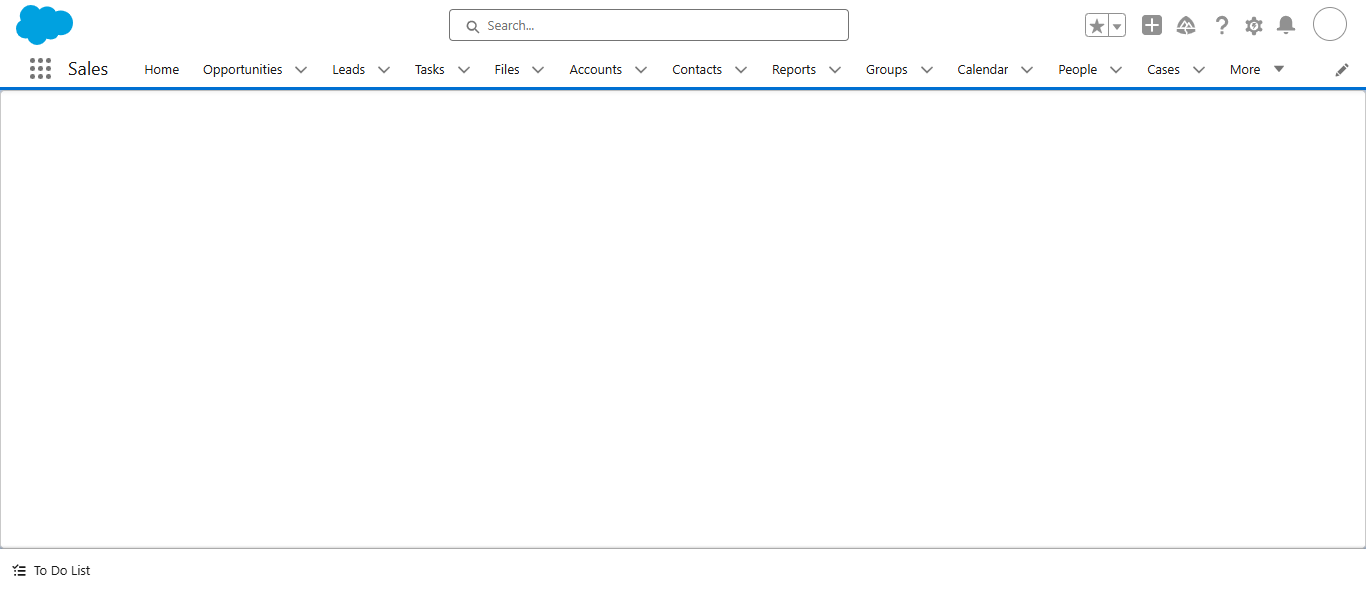 Search...
Sales Home Opportunities Leads Tasks Files Accounts Contacts Reports Groups Calendar People Cases More
To Do List